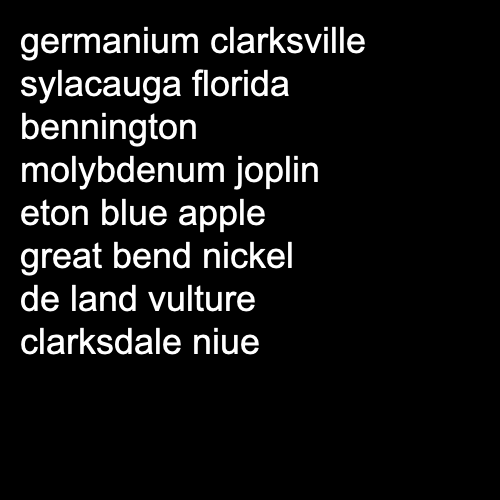 germanium clarksville
sylacauga florida
bennington
molybdenum joplin
eton blue apple
great bend nickel
de land vulture
clarksdale niue